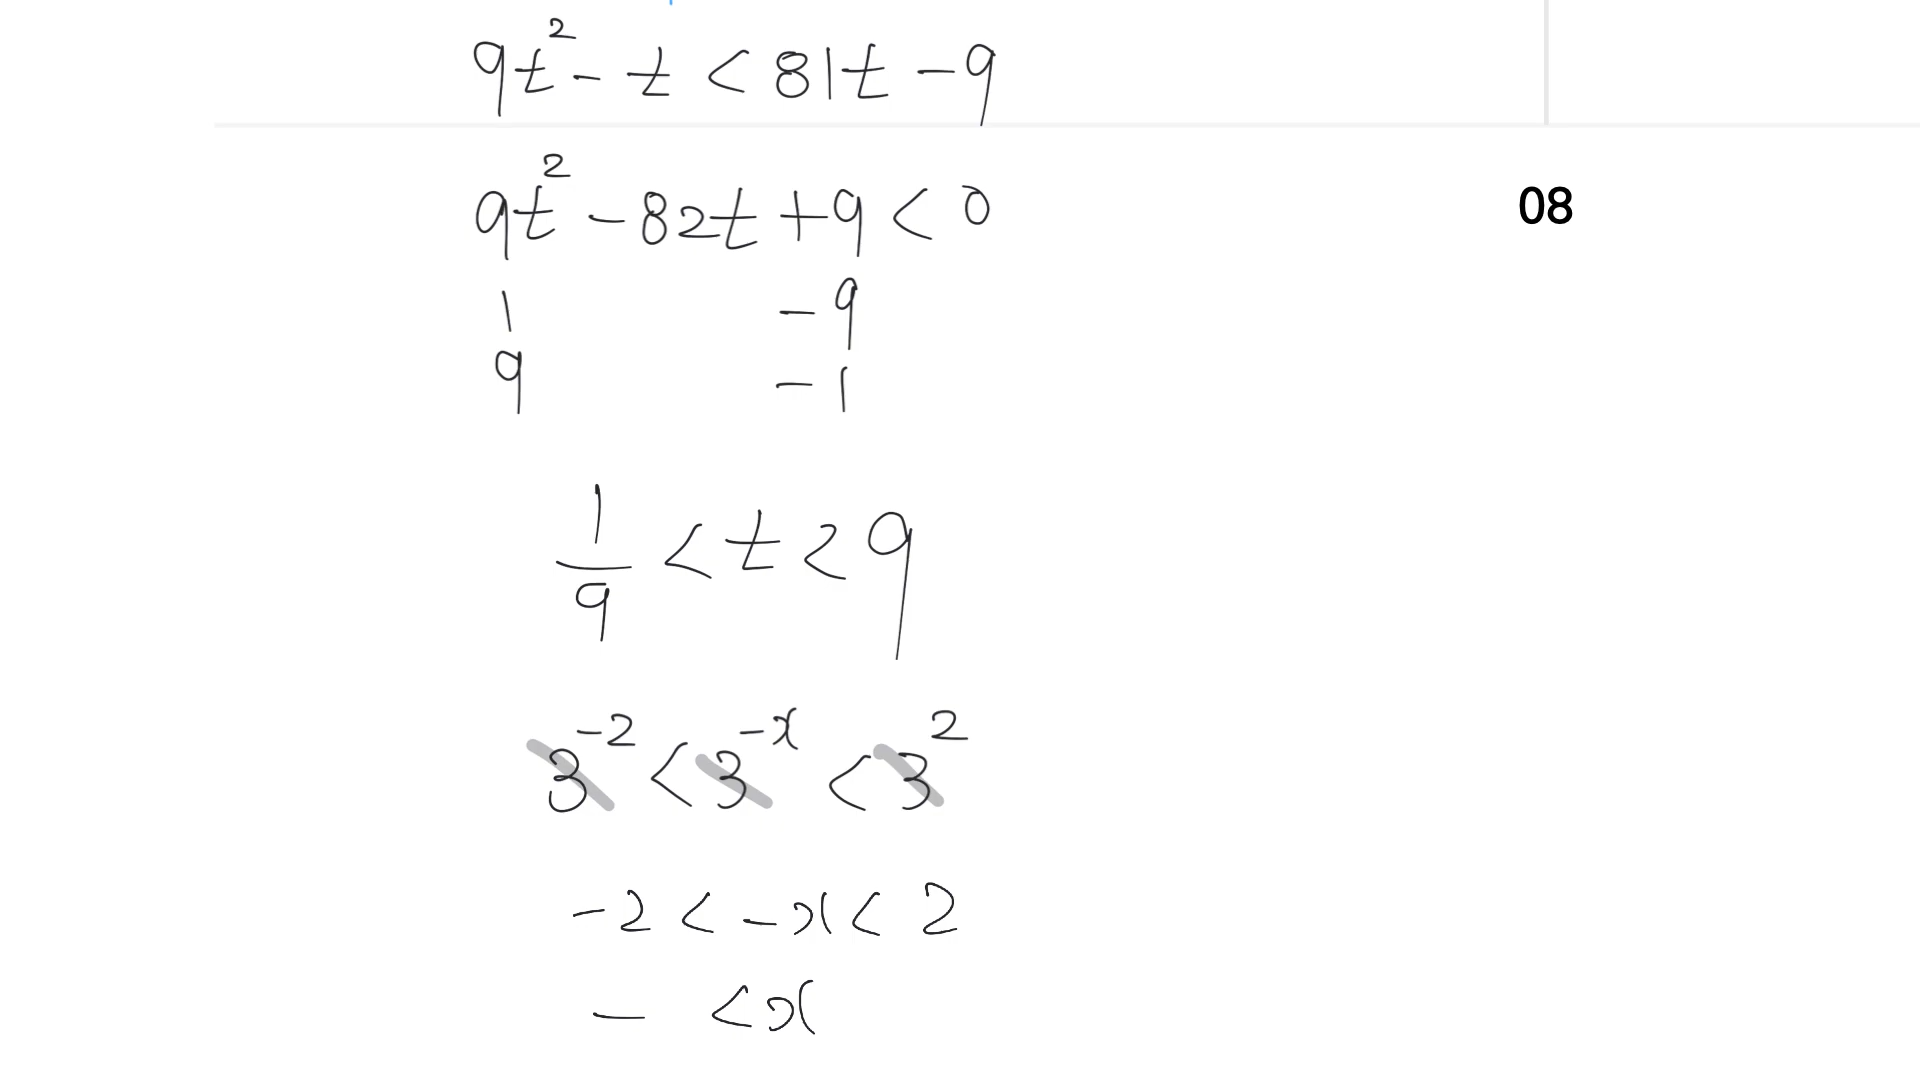 9t² - t < 81t - 9
9t² - 82t + 9 < 0
08
1 -9
9 -1
1/9 < t < 9
3⁻² < 3⁻ˣ < 3²
-2 < -x < 2
- < x